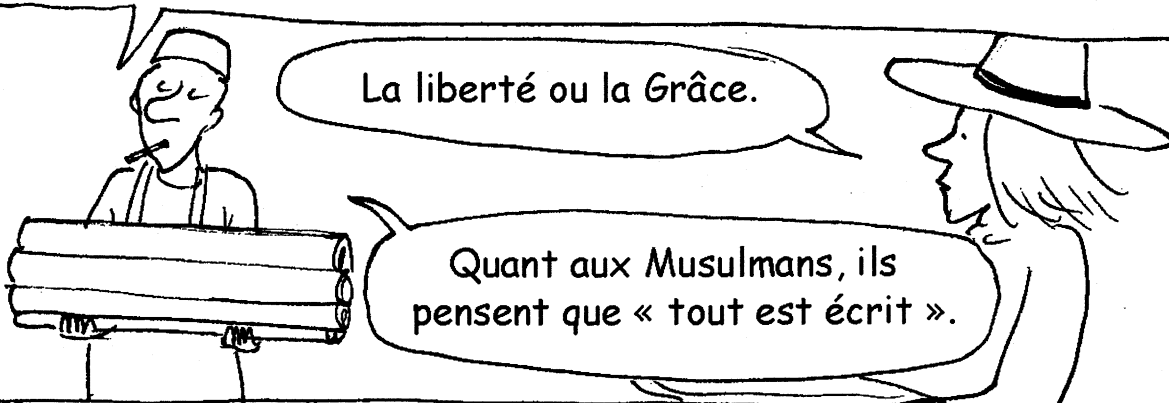 La liberté ou la Grâce.
Quant aux Musulmans, ils
pensent que « tout est écrit ».